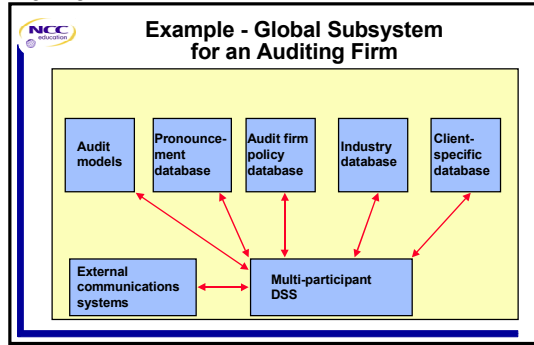 NCC
education
Example - Global Subsystem
for an Auditing Firm
Audit
models
Pronounce-
ment
database
Audit firm
policy
database
Industry
database
Client-
specific
database
External
communications
systems
Multi-participant
DSS